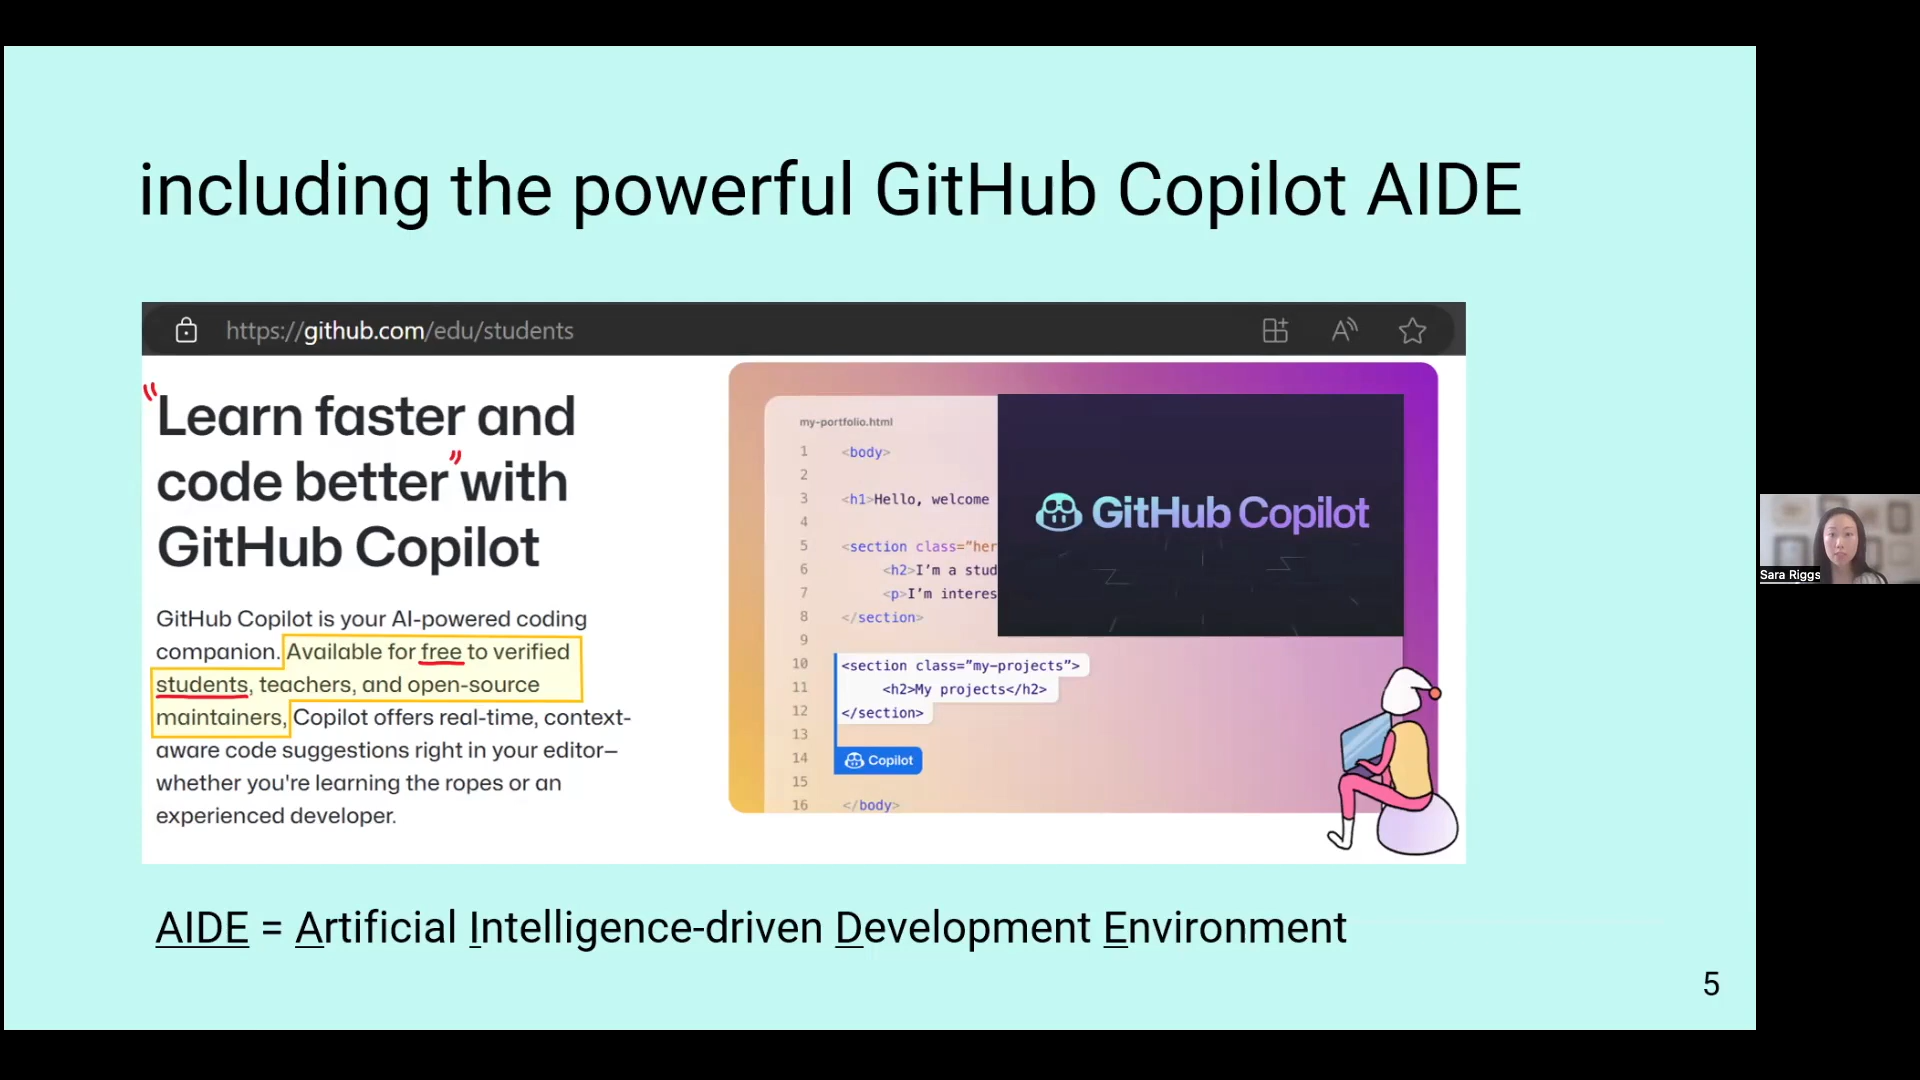 including the powerful GitHub Copilot AIDE
https://github.com/edu/students
"Learn faster and
code better" with
GitHub Copilot
GitHub Copilot is your AI-powered coding
companion. Available for free to verified
students, teachers, and open-source
maintainers, Copilot offers real-time, context-
aware code suggestions right in your editor—
whether you're learning the ropes or an
experienced developer.
my-portfolio.html
1 <body>
2
3 <h1>Hello, welcome
4
5 <section class="her
6 <h2>I'm a stud
7 <p>I'm interes
8 </section>
9
10 <section class="my-projects">
11 <h2>My projects</h2>
12 </section>
13
14 Copilot
15
16 </body>
GitHub Copilot
Sara Riggs
AIDE = Artificial Intelligence-driven Development Environment
5